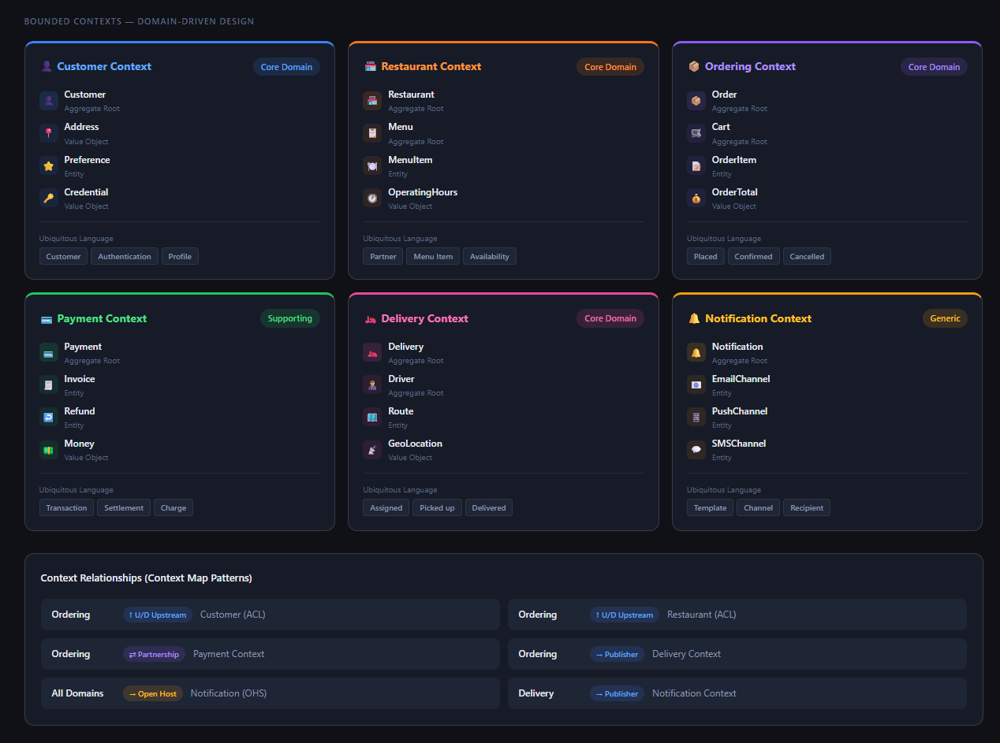 BOUNDED CONTEXTS — DOMAIN-DRIVEN DESIGN
Customer Context
Core Domain
Customer
Aggregate Root
Address
Value Object
Preference
Entity
Credential
Value Object
Ubiquitous Language
Customer Authentication Profile
Restaurant Context
Core Domain
Restaurant
Aggregate Root
Menu
Aggregate Root
MenuItem
Entity
OperatingHours
Value Object
Ubiquitous Language
Partner Menu Item Availability
Ordering Context
Core Domain
Order
Aggregate Root
Cart
Aggregate Root
OrderItem
Entity
OrderTotal
Value Object
Ubiquitous Language
Placed Confirmed Cancelled
Payment Context
Supporting
Payment
Aggregate Root
Invoice
Entity
Refund
Entity
Money
Value Object
Ubiquitous Language
Transaction Settlement Charge
Delivery Context
Core Domain
Delivery
Aggregate Root
Driver
Aggregate Root
Route
Entity
GeoLocation
Value Object
Ubiquitous Language
Assigned Picked up Delivered
Notification Context
Generic
Notification
Aggregate Root
EmailChannel
Entity
PushChannel
Entity
SMSChannel
Entity
Ubiquitous Language
Template Channel Recipient
Context Relationships (Context Map Patterns)
Ordering ↑ U/D Upstream Customer (ACL)
Ordering ↑ U/D Upstream Restaurant (ACL)
Ordering ⇄ Partnership Payment Context
Ordering → Publisher Delivery Context
All Domains → Open Host Notification (OHS)
Delivery → Publisher Notification Context